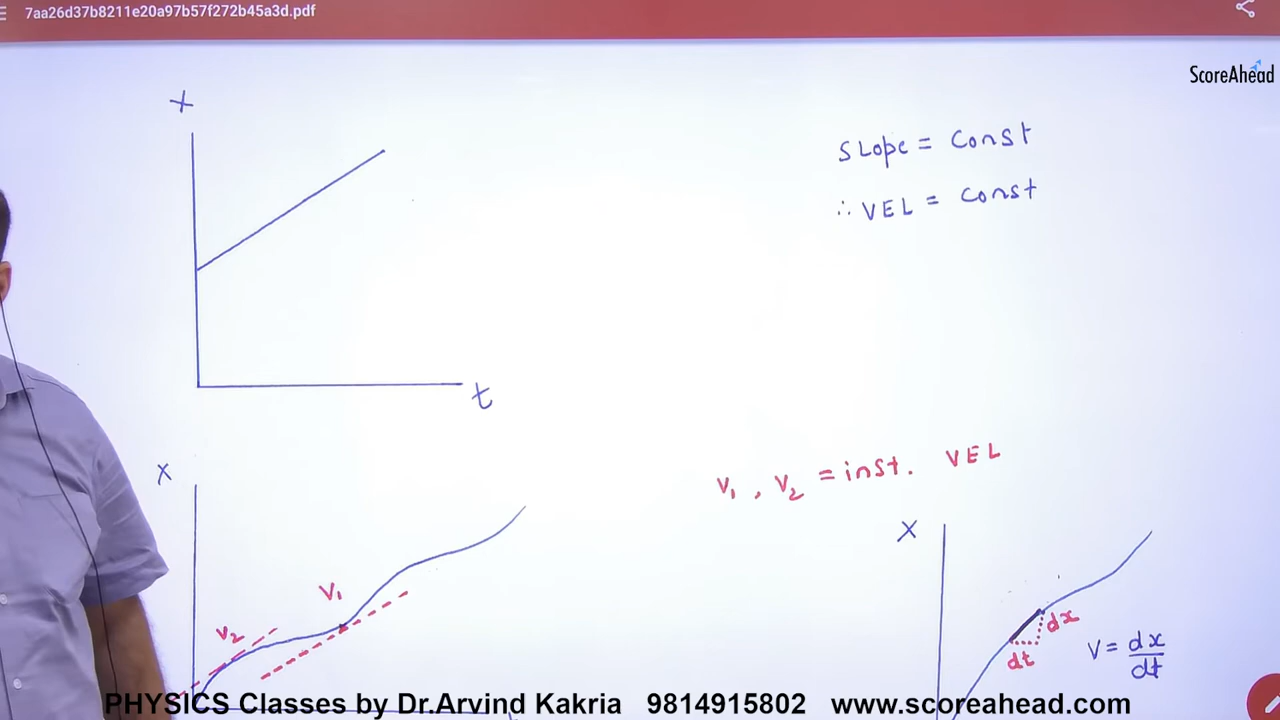 7aa26d37b8211e20a97b57f272b45a3d.pdf
ScoreAhead
x
SLope = const
∴ VEL = const
t
V₁, V₂ = inst. VEL
X
X
V₁
V₂
dx
dt
V = dx/dt
PHYSICS Classes by Dr.Arvind Kakria 9814915802 www.scoreahead.com